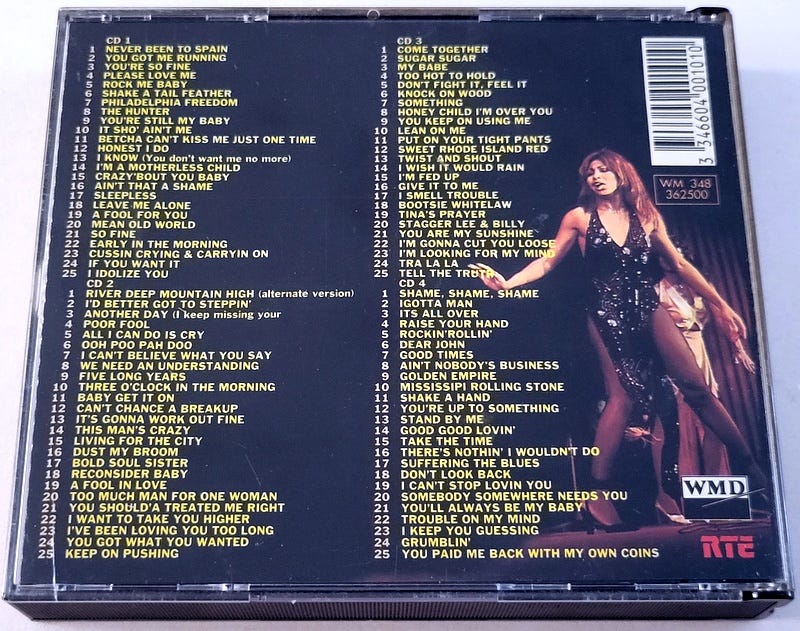 CD 1
1 NEVER BEEN TO SPAIN
2 YOU GOT ME RUNNING
3 YOU'RE SO FINE
4 PLEASE LOVE ME
5 ROCK ME BABY
6 SHAKE A TAIL FEATHER
7 PHILADELPHIA FREEDOM
8 THE HUNTER
9 YOU'RE STILL MY BABY
10 IT SHO' AIN'T ME
11 BETCHA CAN'T KISS ME JUST ONE TIME
12 HONEST I DO
13 I KNOW (You don't want me no more)
14 I'M A MOTHERLESS CHILD
15 CRAZY'BOUT YOU BABY
16 AIN'T THAT A SHAME
17 SLEEPLESS
18 LEAVE ME ALONE
19 A FOOL FOR YOU
20 MEAN OLD WORLD
21 SO FINE
22 EARLY IN THE MORNING
23 CUSSIN CRYING & CARRYIN ON
24 IF YOU WANT IT
25 I IDOLIZE YOU
CD 2
1 RIVER DEEP MOUNTAIN HIGH (alternate version)
2 I'D BETTER GOT TO STEPPIN'
3 ANOTHER DAY (I keep missing your
4 POOR FOOL
5 ALL I CAN DO IS CRY
6 OOH POO PAH DOO
7 I CAN'T BELIEVE WHAT YOU SAY
8 WE NEED AN UNDERSTANDING
9 FIVE LONG YEARS
10 THREE O'CLOCK IN THE MORNING
11 BABY GET IT ON
12 CAN'T CHANCE A BREAKUP
13 IT'S GONNA WORK OUT FINE
14 THIS MAN'S CRAZY
15 LIVING FOR THE CITY
16 DUST MY BROOM
17 BOLD SOUL SISTER
18 RECONSIDER BABY
19 A FOOL IN LOVE
20 TOO MUCH MAN FOR ONE WOMAN
21 YOU SHOUL'D'A TREATED ME RIGHT
22 I WANT TO TAKE YOU HIGHER
23 I'VE BEEN LOVING YOU TOO LONG
24 YOU GOT WHAT YOU WANTED
25 KEEP ON PUSHING
CD 3
1 COME TOGETHER
2 SUGAR SUGAR
3 MY BABE
4 TOO HOT TO HOLD
5 DON'T FIGHT IT, FEEL IT
6 KNOCK ON WOOD
7 SOMETHING
8 HONEY CHILD I'M OVER YOU
9 YOU KEEP ON USING ME
10 LEAN ON ME
11 PUT ON YOUR TIGHT PANTS
12 SWEET RHODE ISLAND RED
13 TWIST AND SHOUT
14 I WISH IT WOULD RAIN
15 I'M FED UP
16 GIVE IT TO ME
17 I SMELL TROUBLE
18 BOOTSIE WHITELAW
19 TINA'S PRAYER
20 STAGGER LEE & BILLY
21 YOU ARE MY SUNSHINE
22 I'M GONNA CUT YOU LOOSE
23 I'M LOOKING FOR MY MIND
24 TRA LA LA
25 TELL THE TRUTH
CD 4
1 SHAME, SHAME, SHAME
2 IGOTTA MAN
3 ITS ALL OVER
4 RAISE YOUR HAND
5 ROCKIN'ROLLIN'
6 DEAR JOHN
7 GOOD TIMES
8 AIN'T NOBODY'S BUSINESS
9 GOLDEN EMPIRE
10 MISSISIPI ROLLING STONE
11 SHAKE A HAND
12 YOU'RE UP TO SOMETHING
13 STAND BY ME
14 GOOD GOOD LOVIN'
15 TAKE THE TIME
16 THERE'S NOTHIN' I WOULDN'T DO
17 SUFFERING THE BLUES
18 DON'T LOOK BACK
19 I CAN'T STOP LOVIN YOU
20 SOMEBODY SOMEWHERE NEEDS YOU
21 YOU'LL ALWAYS BE MY BABY
22 TROUBLE ON MY MIND
23 I KEEP YOU GUESSING
24 GRUMBLIN'
25 YOU PAID ME BACK WITH MY OWN COINS
3 346604 001010
WM 348
362500
WMD
RTE